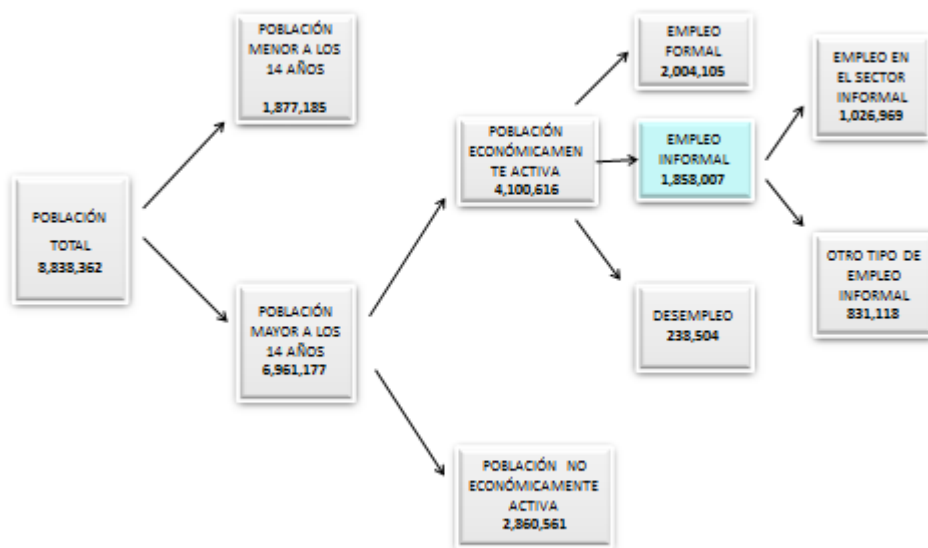 POBLACIÓN
TOTAL
8,838,362
POBLACIÓN
MENOR A LOS
14 AÑOS
1,877,185
POBLACIÓN
MAYOR A LOS
14 AÑOS
6,961,177
POBLACIÓN
ECONÓMICAMEN
TE ACTIVA
4,100,616
POBLACIÓN NO
ECONÓMICAMENTE
ACTIVA
2,860,561
EMPLEO
FORMAL
2,004,105
EMPLEO
INFORMAL
1,858,007
DESEMPLEO
238,504
EMPLEO EN
EL SECTOR
INFORMAL
1,026,969
OTRO TIPO DE
EMPLEO
INFORMAL
831,118